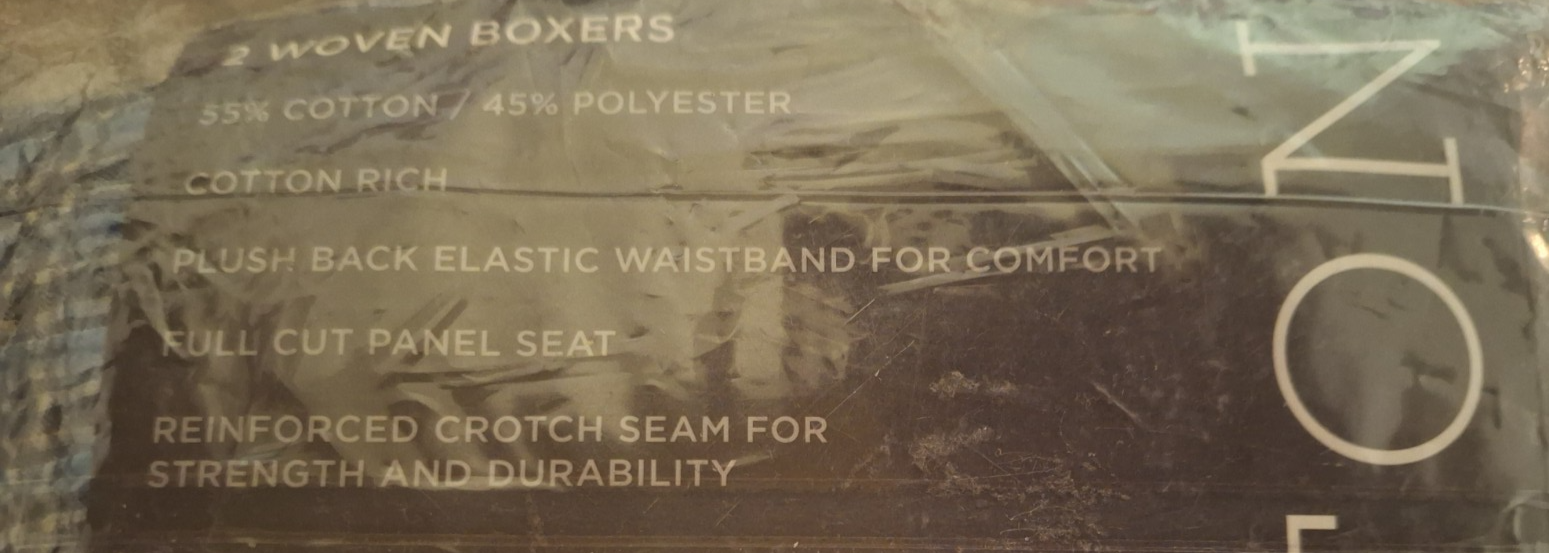 2 WOVEN BOXERS
55% COTTON / 45% POLYESTER
COTTON RICH
PLUSH BACK ELASTIC WAISTBAND FOR COMFORT
FULL CUT PANEL SEAT
REINFORCED CROTCH SEAM FOR
STRENGTH AND DURABILITY
NO